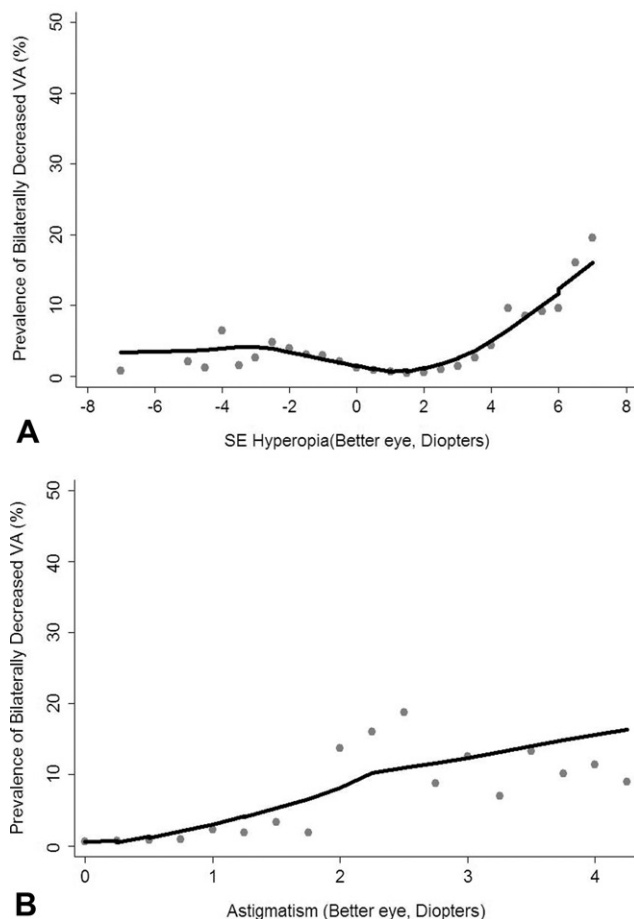 50
40
30
20
10
0
Prevalence of Bilaterally Decreased VA (%)
-8 -6 -4 -2 0 2 4 6 8
A
SE Hyperopia(Better eye, Diopters)
50
40
30
20
10
0
Prevalence of Bilaterally Decreased VA (%)
0 1 2 3 4
B
Astigmatism (Better eye, Diopters)